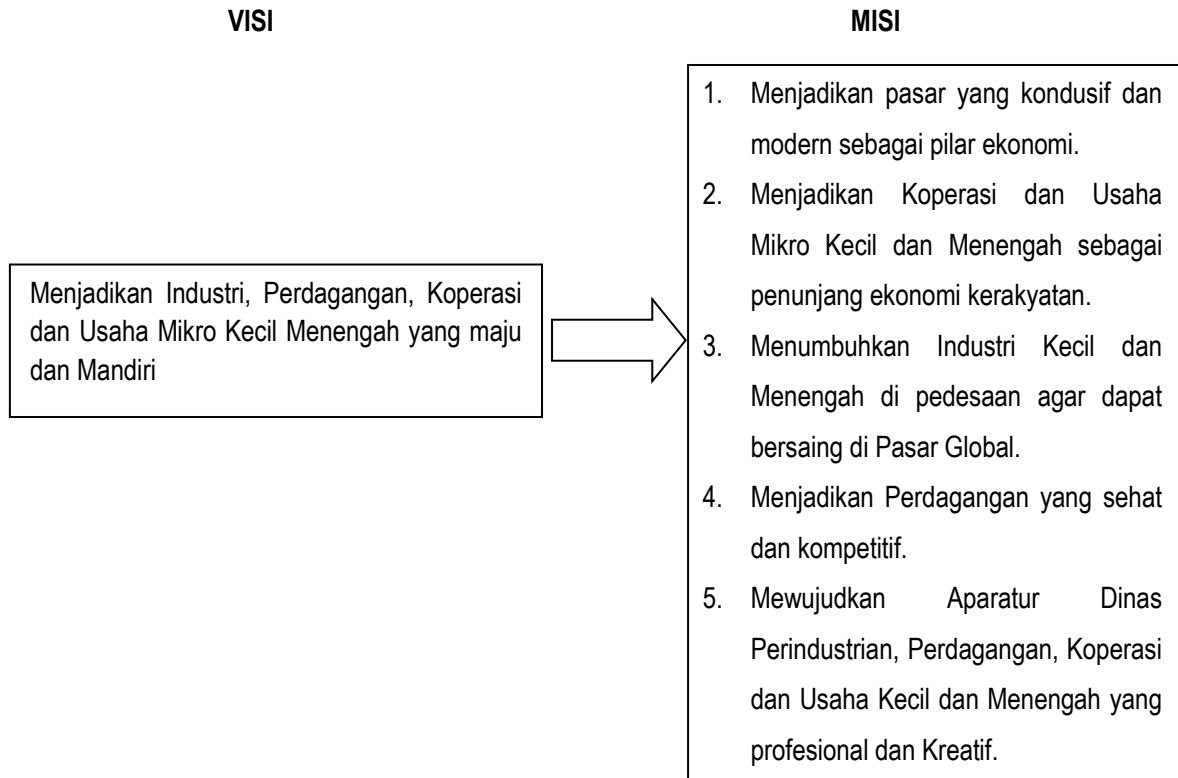 VISI
MISI
Menjadikan Industri, Perdagangan, Koperasi
dan Usaha Mikro Kecil Menengah yang maju
dan Mandiri
1. Menjadikan pasar yang kondusif dan
modern sebagai pilar ekonomi.
2. Menjadikan Koperasi dan Usaha
Mikro Kecil dan Menengah sebagai
penunjang ekonomi kerakyatan.
3. Menumbuhkan Industri Kecil dan
Menengah di pedesaan agar dapat
bersaing di Pasar Global.
4. Menjadikan Perdagangan yang sehat
dan kompetitif.
5. Mewujudkan Aparatur Dinas
Perindustrian, Perdagangan, Koperasi
dan Usaha Kecil dan Menengah yang
profesional dan Kreatif.